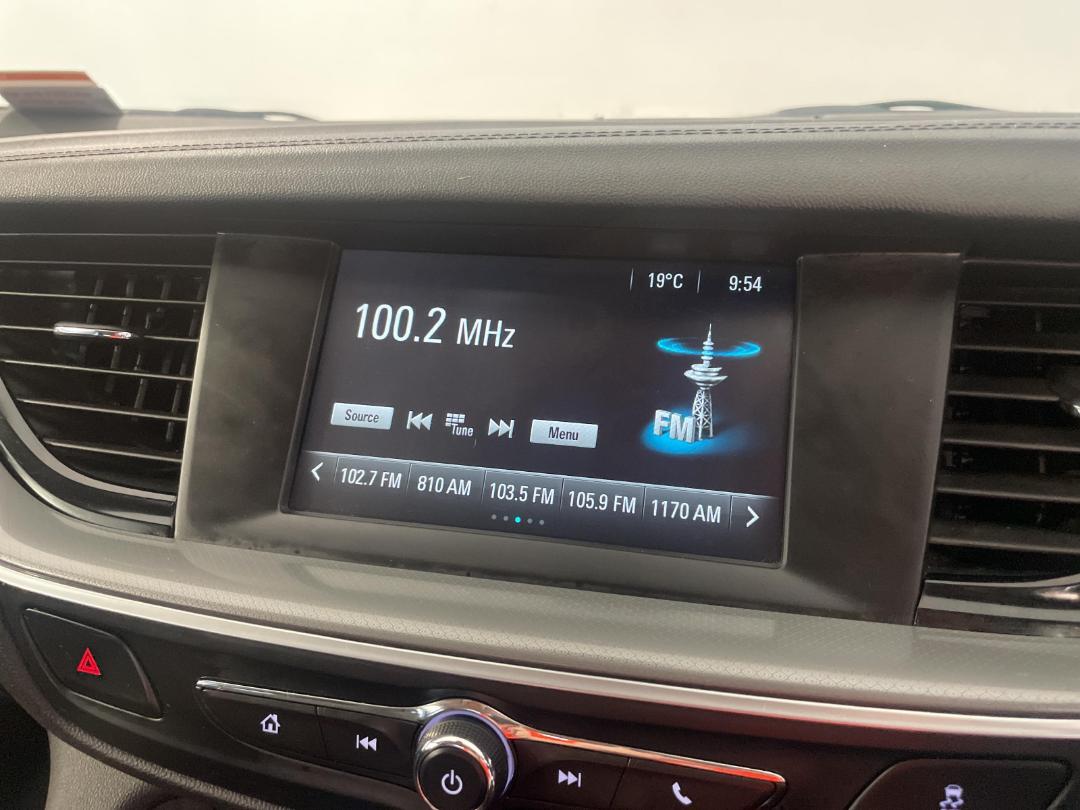 19°C 9:54
100.2 MHz
FM
Source Tune Menu
102.7 FM 810 AM 103.5 FM 105.9 FM 1170 AM